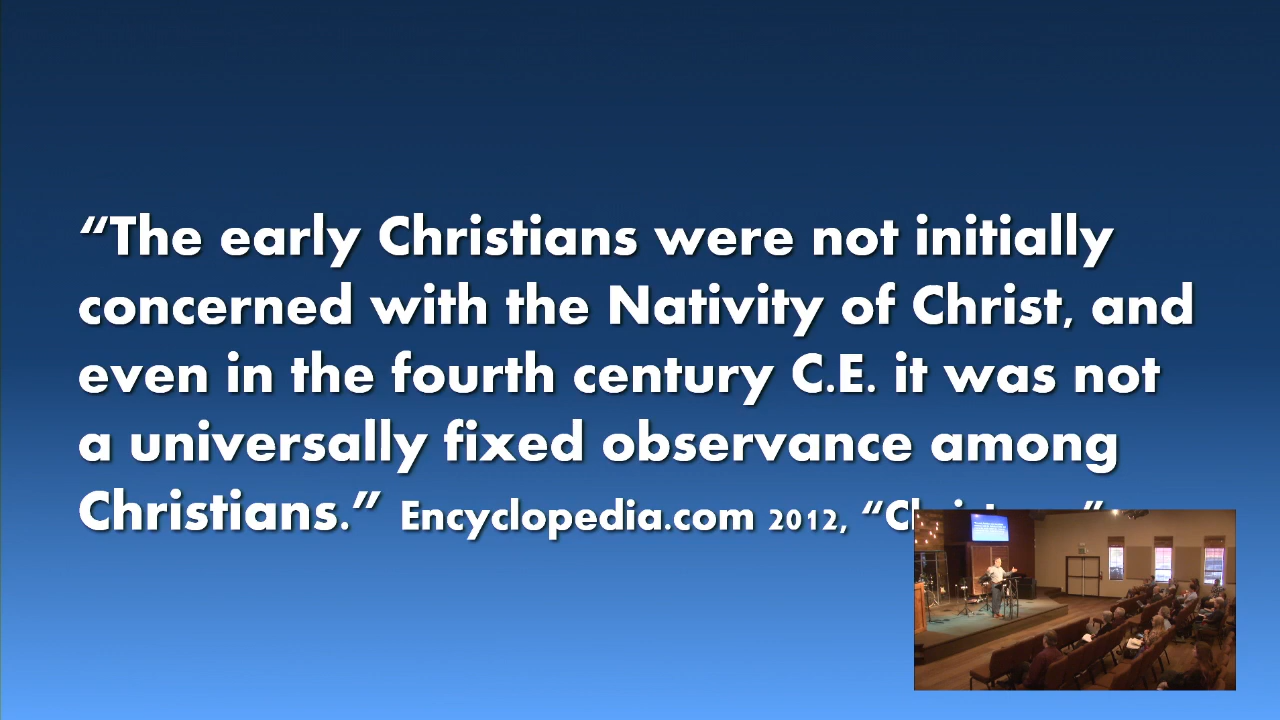 “The early Christians were not initially
concerned with the Nativity of Christ, and
even in the fourth century C.E. it was not
a universally fixed observance among
Christians.” Encyclopedia.com 2012,